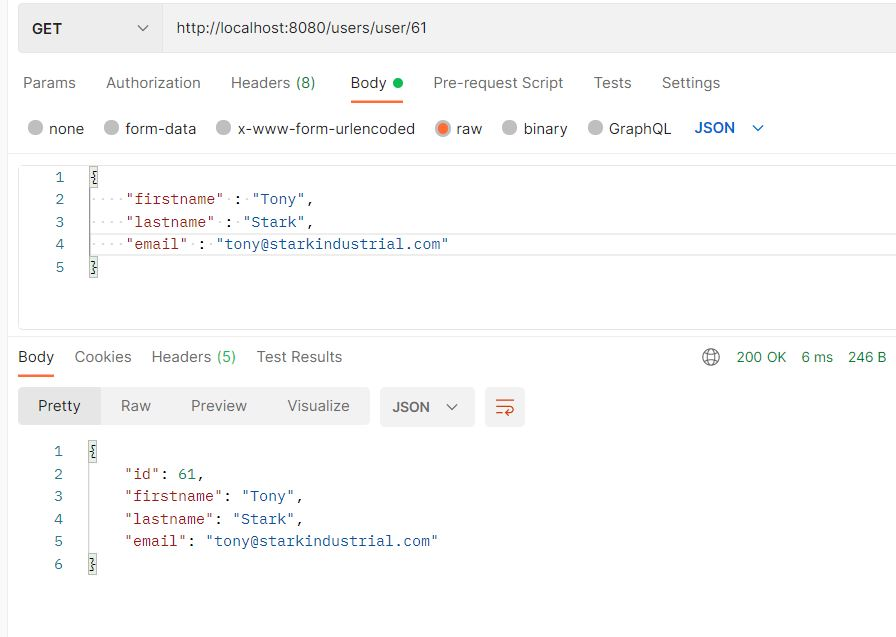 GET http://localhost:8080/users/user/61
Params Authorization Headers (8) Body Pre-request Script Tests Settings
none form-data x-www-form-urlencoded raw binary GraphQL JSON
1 {
2 "firstname" : "Tony",
3 "lastname" : "Stark",
4 "email" : "tony@starkindustrial.com"
5 }
Body Cookies Headers (5) Test Results 200 OK 6 ms 246 B
Pretty Raw Preview Visualize JSON
1 {
2 "id": 61,
3 "firstname": "Tony",
4 "lastname": "Stark",
5 "email": "tony@starkindustrial.com"
6 }